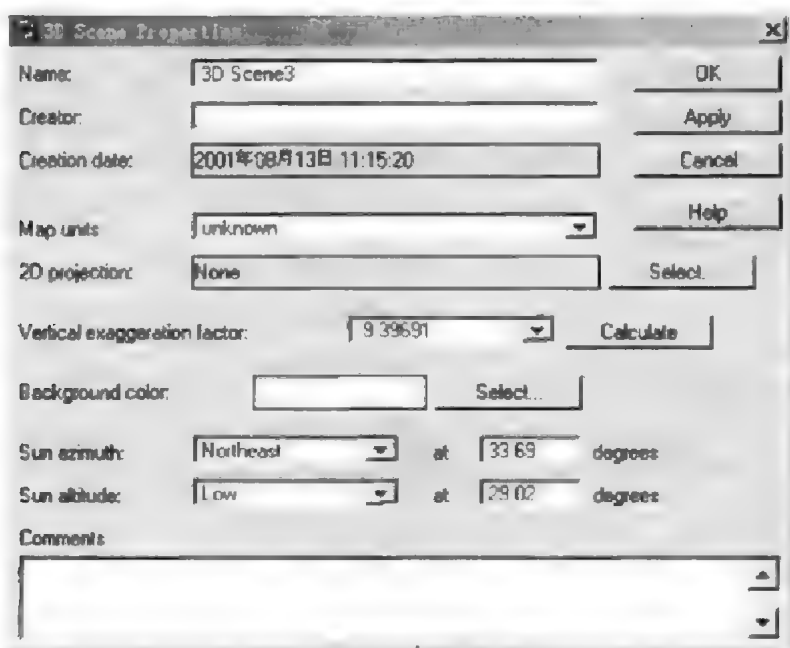 3D Scene Properties
Name: 3D Scene3 OK
Creator: Apply
Creation date: 2001年08月13日 11:15:20 Cancel
Help
Map units unknown
2D projection: None Select.
Vertical exaggeration factor: 9.39691 Calculate
Background color: Select...
Sun azimuth: Northeast at 33.69 degrees
Sun altitude: Low at 29.02 degrees
Comments